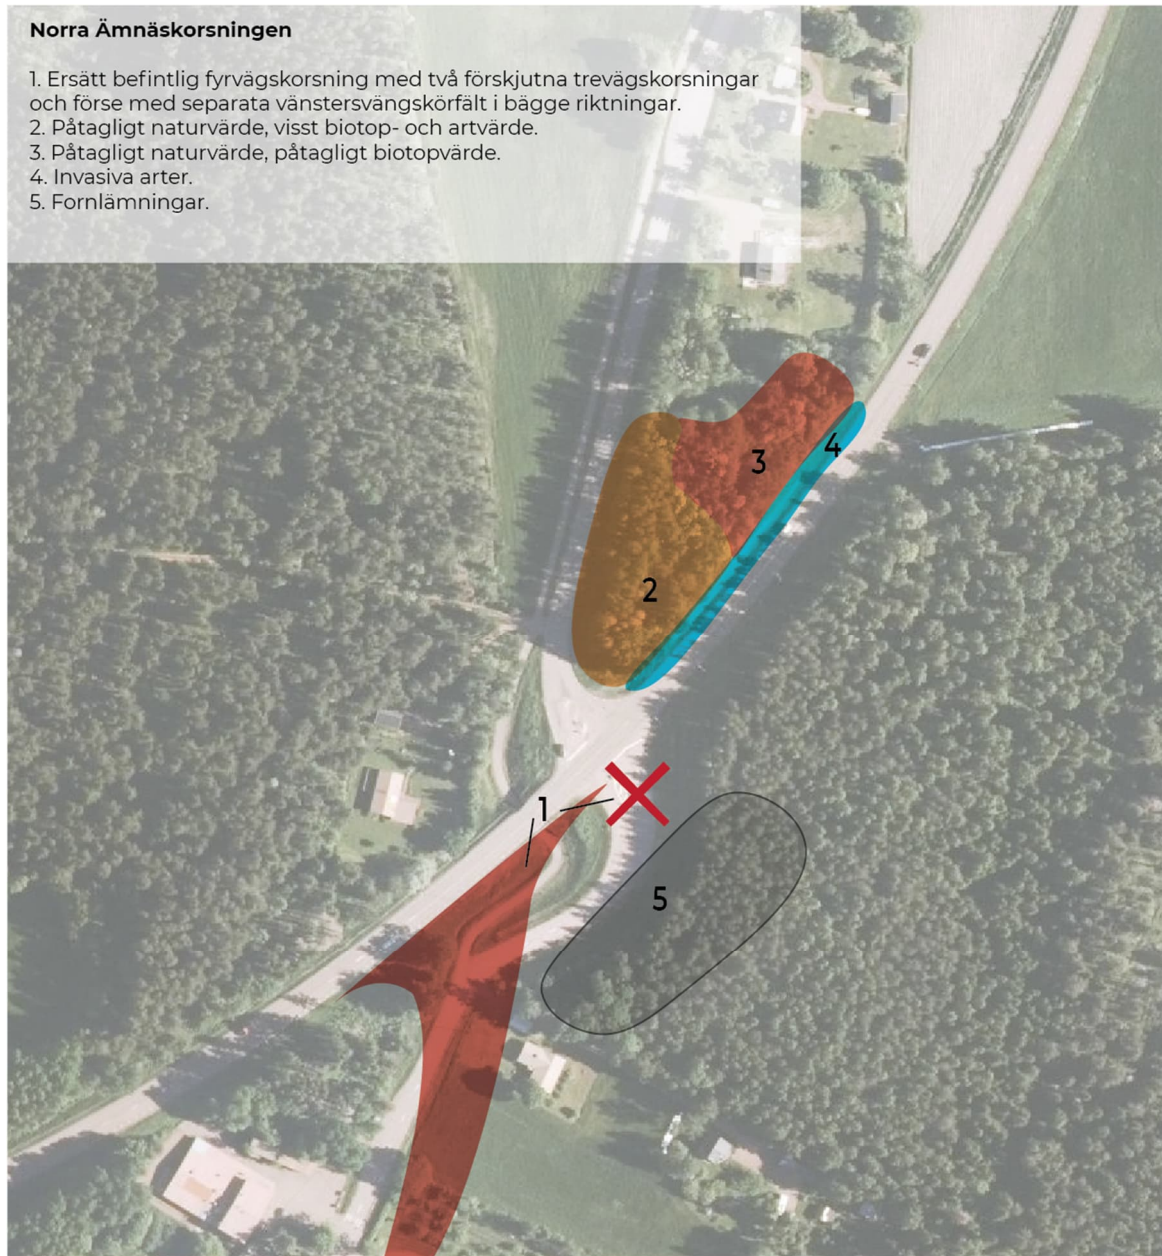 Norra Ämnäskorsningen
1. Ersätt befintlig fyrvägskorsning med två förskjutna trevägskorsningar
och förse med separata vänstersvängskörfält i bägge riktningar.
2. Påtagligt naturvärde, visst biotop- och artvärde.
3. Påtagligt naturvärde, påtagligt biotopvärde.
4. Invasiva arter.
5. Fornlämningar.
4
3
2
1
5